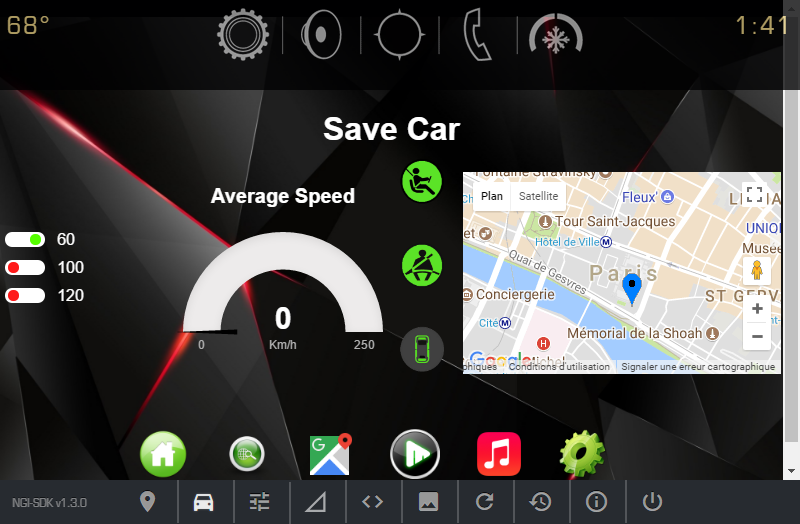 68°
1:41
Save Car
Average Speed
60
100
120
0
0
Km/h
250
Fontaine Stravinsky
Plan
Satellite
Fleux'
Tour Saint-Jacques
UNIO
Hôtel de Ville
Musée
Quai de Gesvres
Paris
Conciergerie
ST GERV
Cité
Mémorial de la Shoah
H
Google
Michel
phiques
Conditions d'utilisation
Signaler une erreur cartographique
G
NGI-SDK v1.3.0